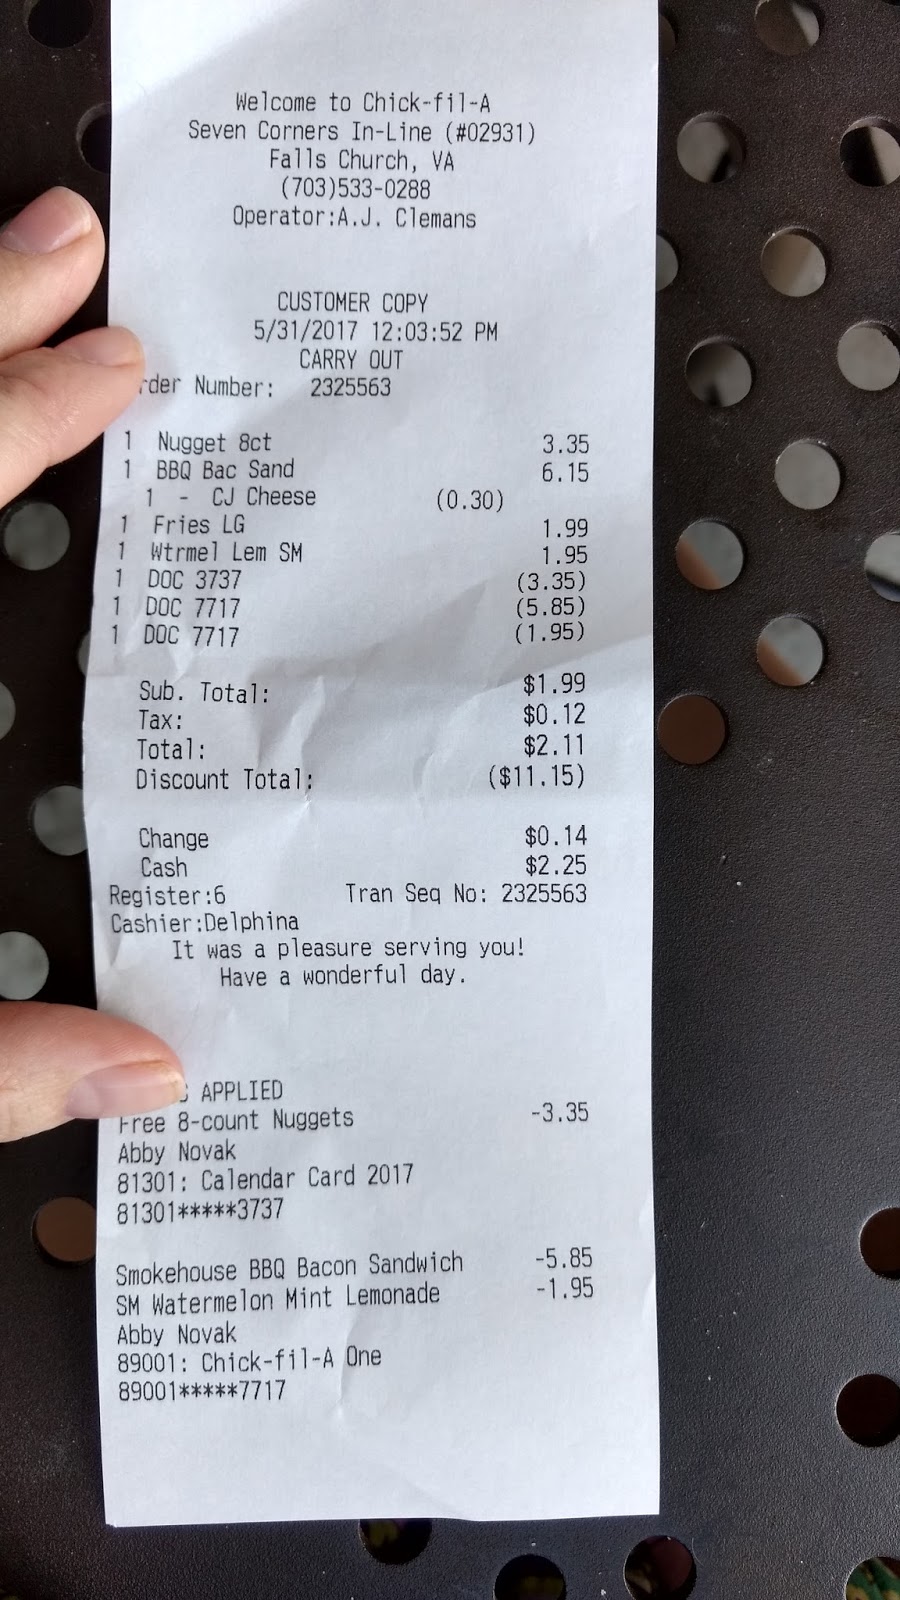 Welcome to Chick-fil-A
Seven Corners In-Line (#02931)
Falls Church, VA
(703)533-0288
Operator:A.J. Clemans
CUSTOMER COPY
5/31/2017 12:03:52 PM
CARRY OUT
rder Number: 2325563
1 Nugget 8ct 3.35
1 BBQ Bac Sand 6.15
1 - CJ Cheese (0.30)
1 Fries LG 1.99
1 Wtrmel Lem SM 1.95
1 DOC 3737 (3.35)
1 DOC 7717 (5.85)
1 DOC 7717 (1.95)
Sub. Total: $1.99
Tax: $0.12
Total: $2.11
Discount Total: ($11.15)
Change $0.14
Cash $2.25
Register:6 Tran Seq No: 2325563
Cashier:Delphina
It was a pleasure serving you!
Have a wonderful day.
APPLIED
Free 8-count Nuggets -3.35
Abby Novak
81301: Calendar Card 2017
81301*****3737
Smokehouse BBQ Bacon Sandwich -5.85
SM Watermelon Mint Lemonade -1.95
Abby Novak
89001: Chick-fil-A One
89001*****7717